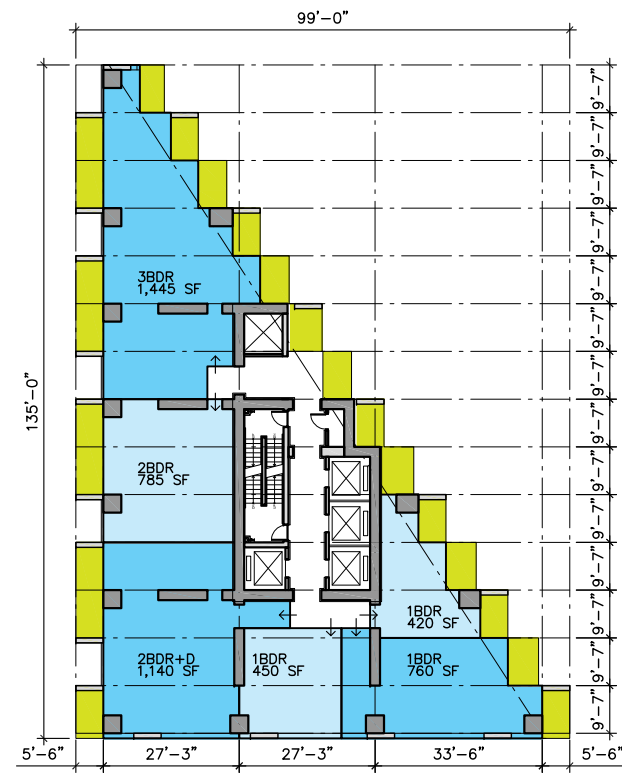 99'-0"
9'-7"
9'-7"
9'-7"
9'-7"
9'-7"
9'-7"
9'-7"
9'-7"
9'-7"
9'-7"
9'-7"
9'-7"
9'-7"
9'-7"
135'-0"
3BDR
1,445 SF
2BDR
785 SF
1BDR
420 SF
2BDR+D
1,140 SF
1BDR
450 SF
1BDR
760 SF
5'-6" 27'-3" 27'-3" 33'-6" 5'-6"